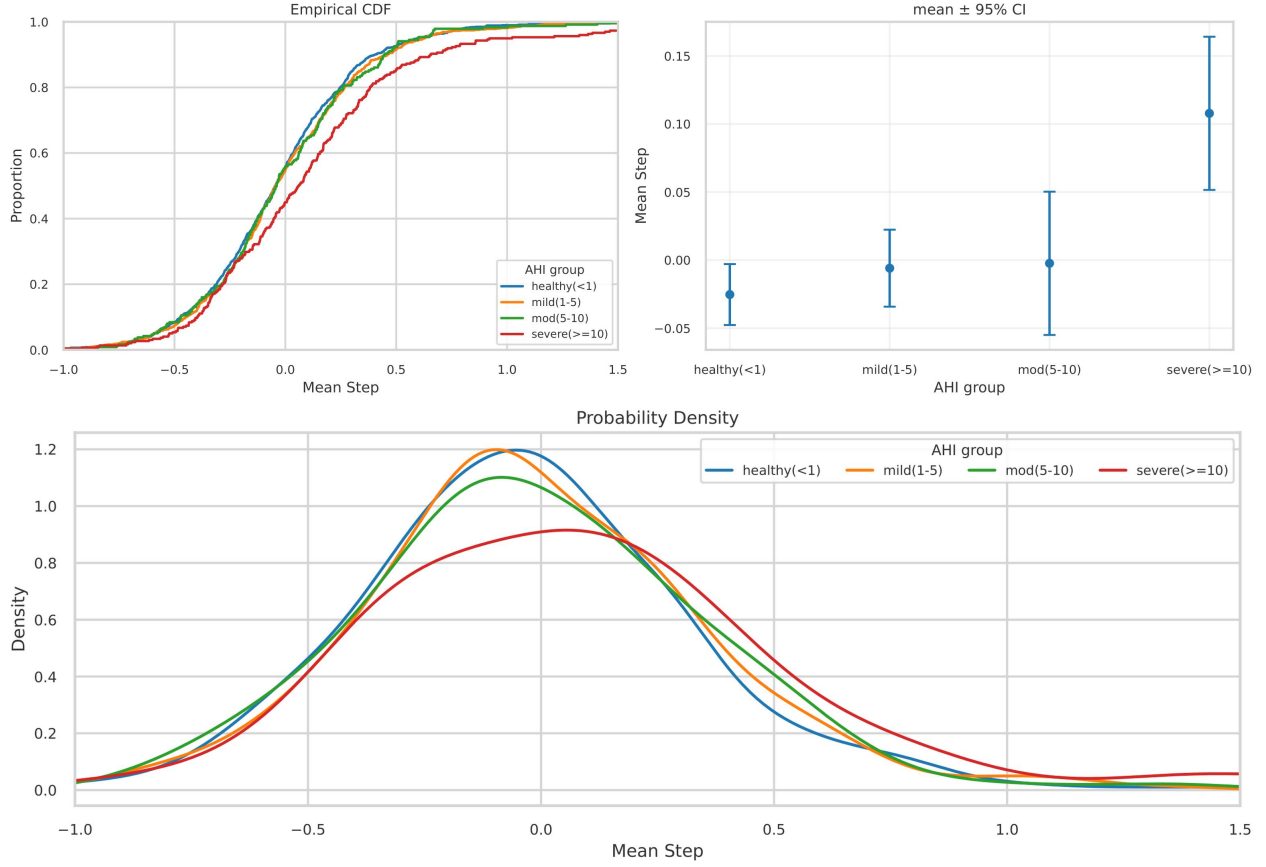 Empirical CDF
1.0
0.8
0.6
0.4
0.2
0.0
Proportion
−1.0 −0.5 0.0 0.5 1.0 1.5
Mean Step
AHI group
healthy(<1)
mild(1-5)
mod(5-10)
severe(>=10)
mean ± 95% CI
0.15
0.10
0.05
0.00
−0.05
Mean Step
healthy(<1) mild(1-5) mod(5-10) severe(>=10)
AHI group
Probability Density
1.2
1.0
0.8
0.6
0.4
0.2
0.0
Density
AHI group
healthy(<1) mild(1-5) mod(5-10) severe(>=10)
−1.0 −0.5 0.0 0.5 1.0 1.5
Mean Step